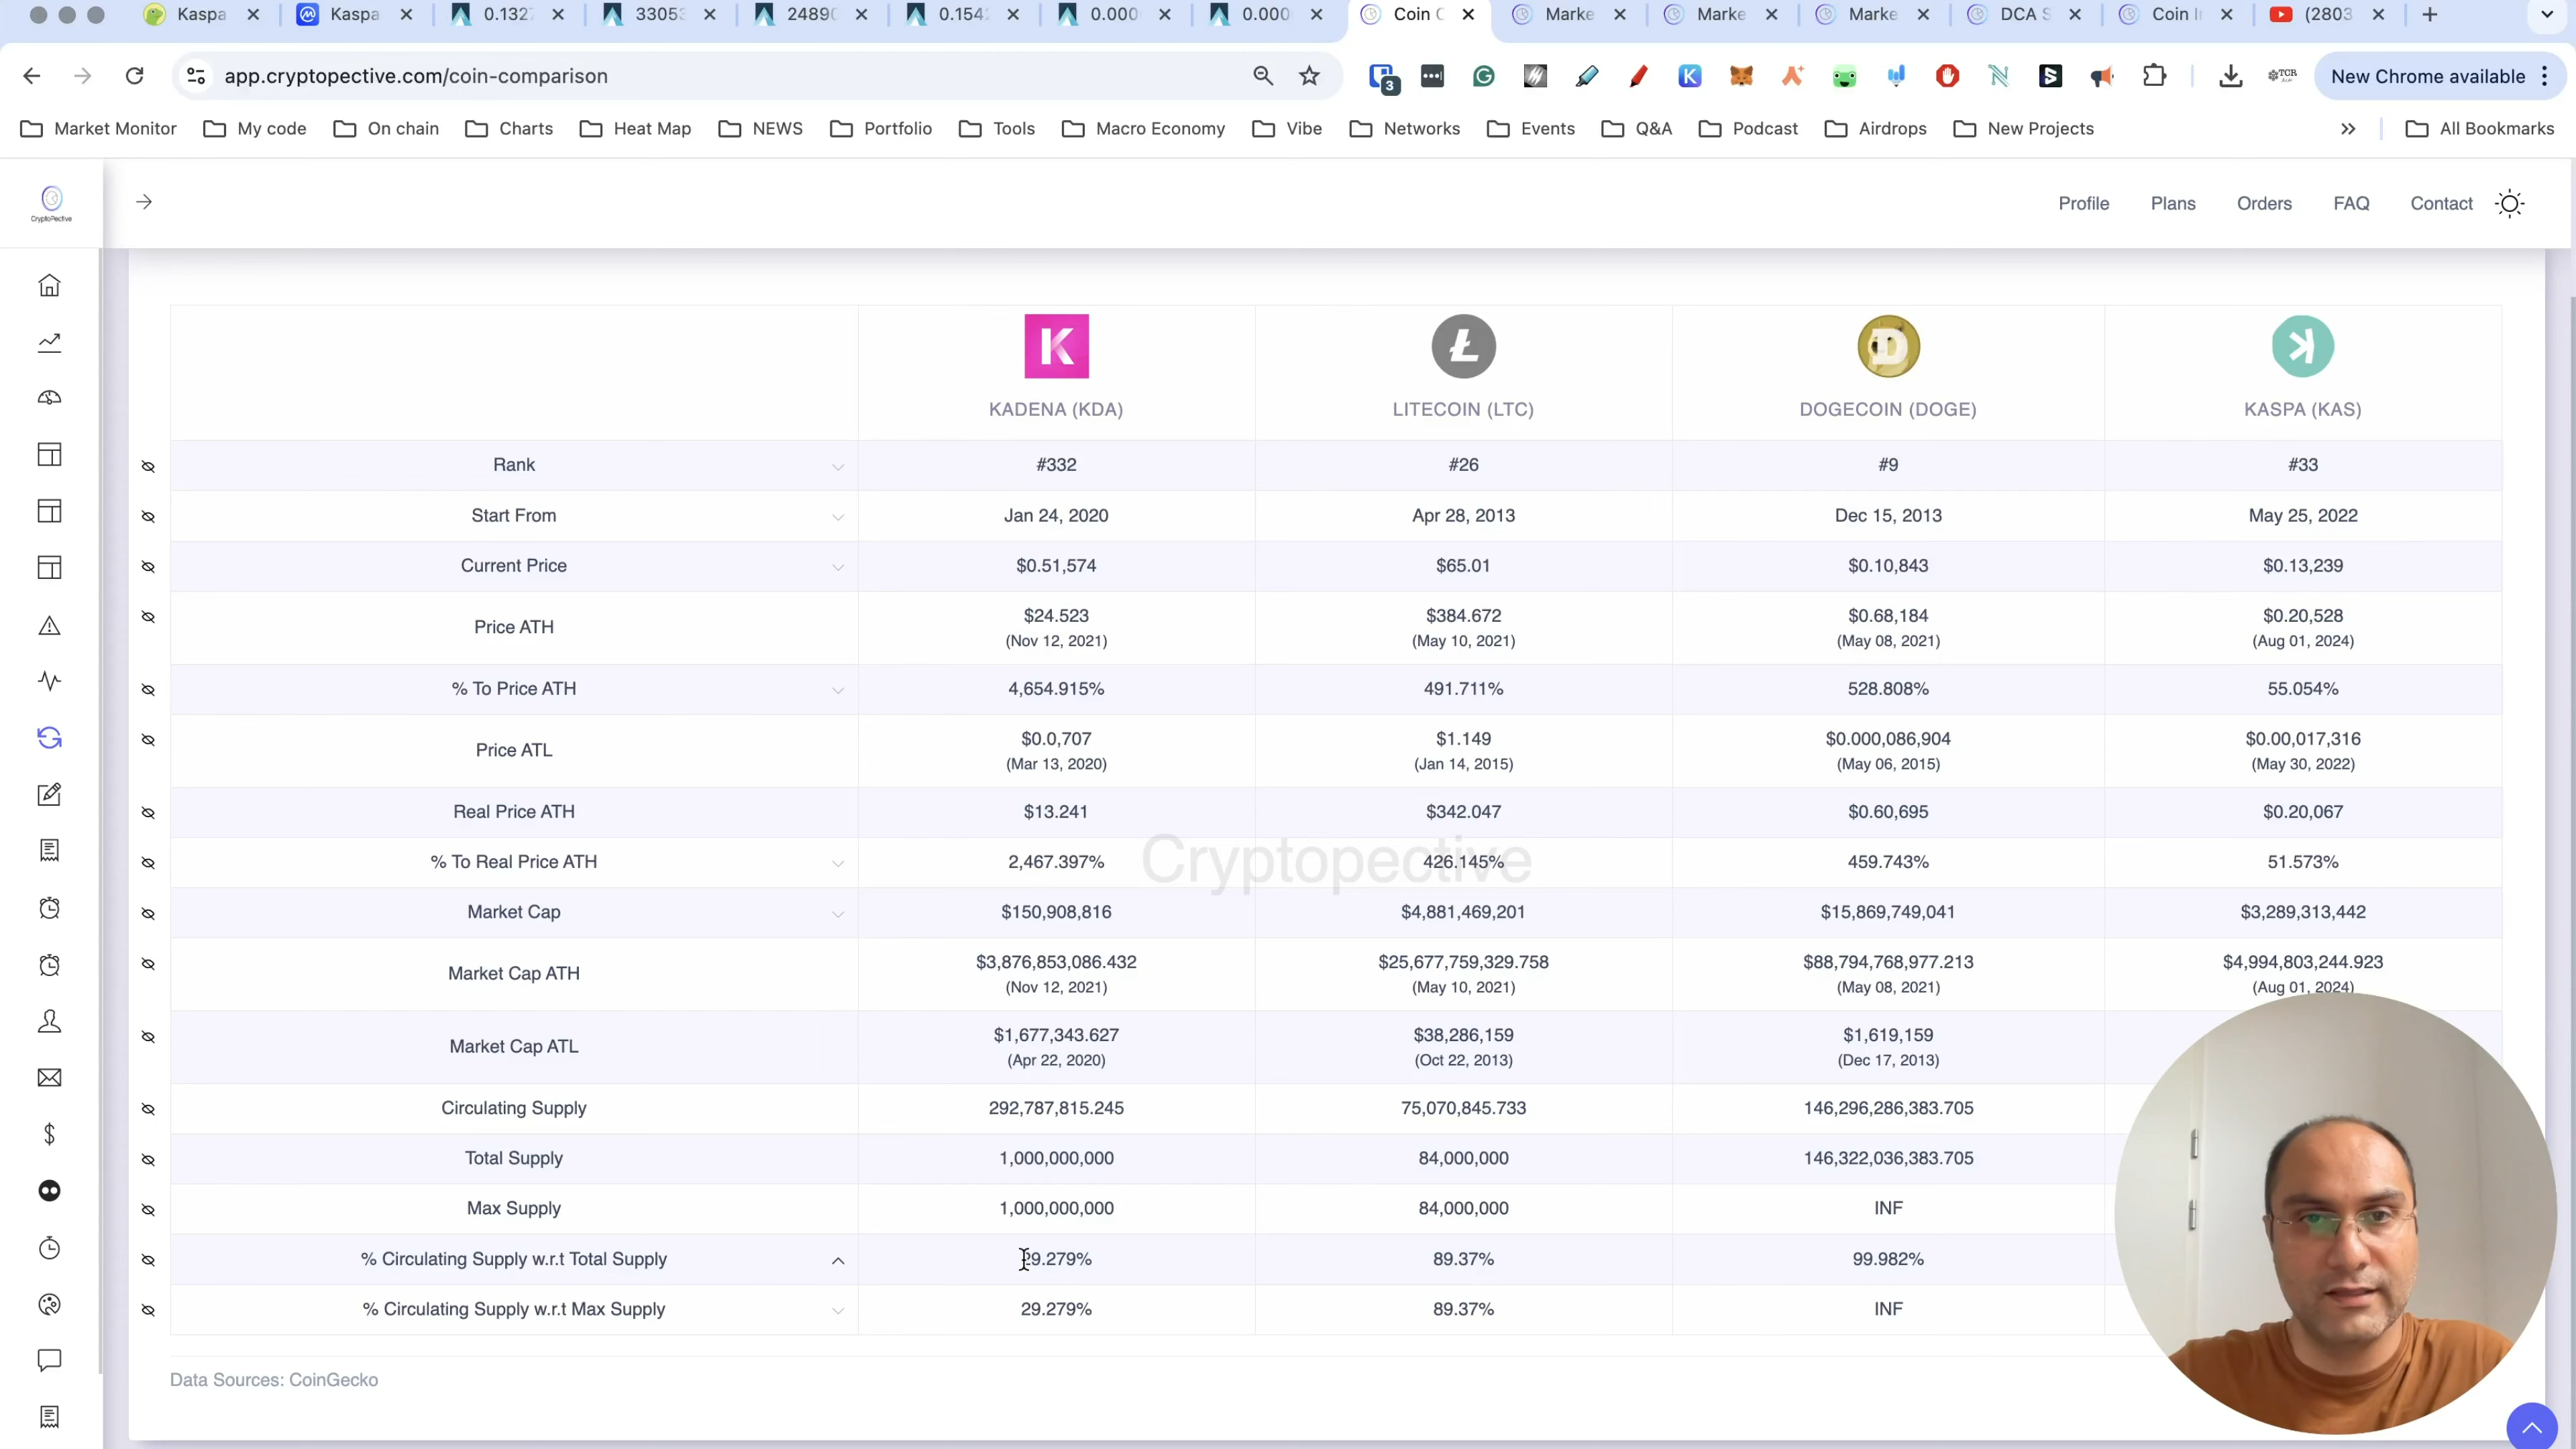 Kaspa
Kaspa
0.132
3305
2489
0.154
0.000
0.000
Coin C
Marke
Marke
Marke
DCA S
Coin I
(2803
app.cryptopective.com/coin-comparison
3
TCR
New Chrome available
Market Monitor
My code
On chain
Charts
Heat Map
NEWS
Portfolio
Tools
Macro Economy
Vibe
Networks
Events
Q&A
Podcast
Airdrops
New Projects
All Bookmarks
CryptoPective
Profile
Plans
Orders
FAQ
Contact
KADENA (KDA) LITECOIN (LTC) DOGECOIN (DOGE) KASPA (KAS)
Rank #332 #26 #9 #33
Start From Jan 24, 2020 Apr 28, 2013 Dec 15, 2013 May 25, 2022
Current Price $0.51,574 $65.01 $0.10,843 $0.13,239
Price ATH $24.523 $384.672 $0.68,184 $0.20,528
(Nov 12, 2021) (May 10, 2021) (May 08, 2021) (Aug 01, 2024)
% To Price ATH 4,654.915% 491.711% 528.808% 55.054%
Price ATL $0.0,707 $1.149 $0.000,086,904 $0.00,017,316
(Mar 13, 2020) (Jan 14, 2015) (May 06, 2015) (May 30, 2022)
Real Price ATH $13.241 $342.047 $0.60,695 $0.20,067
% To Real Price ATH 2,467.397% 426.145% 459.743% 51.573%
Cryptopective
Market Cap $150,908,816 $4,881,469,201 $15,869,749,041 $3,289,313,442
Market Cap ATH $3,876,853,086.432 $25,677,759,329.758 $88,794,768,977.213 $4,994,803,244.923
(Nov 12, 2021) (May 10, 2021) (May 08, 2021) (Aug 01, 2024)
Market Cap ATL $1,677,343.627 $38,286,159 $1,619,159
(Apr 22, 2020) (Oct 22, 2013) (Dec 17, 2013)
Circulating Supply 292,787,815.245 75,070,845.733 146,296,286,383.705
Total Supply 1,000,000,000 84,000,000 146,322,036,383.705
Max Supply 1,000,000,000 84,000,000 INF
% Circulating Supply w.r.t Total Supply 29.279% 89.37% 99.982%
% Circulating Supply w.r.t Max Supply 29.279% 89.37% INF
Data Sources: CoinGecko